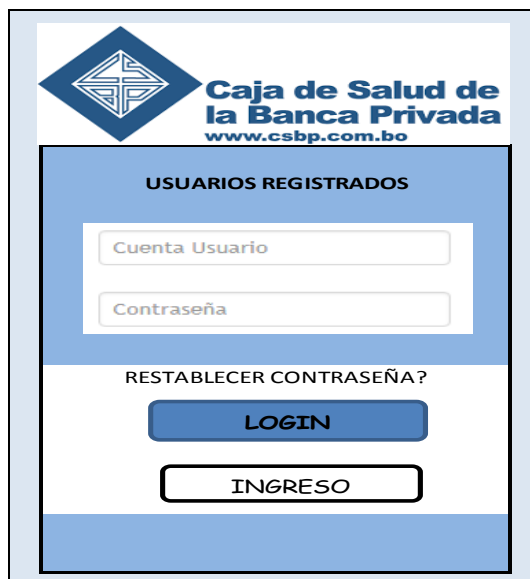 CSBP
Caja de Salud de
la Banca Privada
www.csbp.com.bo
USUARIOS REGISTRADOS
Cuenta Usuario
Contraseña
RESTABLECER CONTRASEÑA?
LOGIN
INGRESO